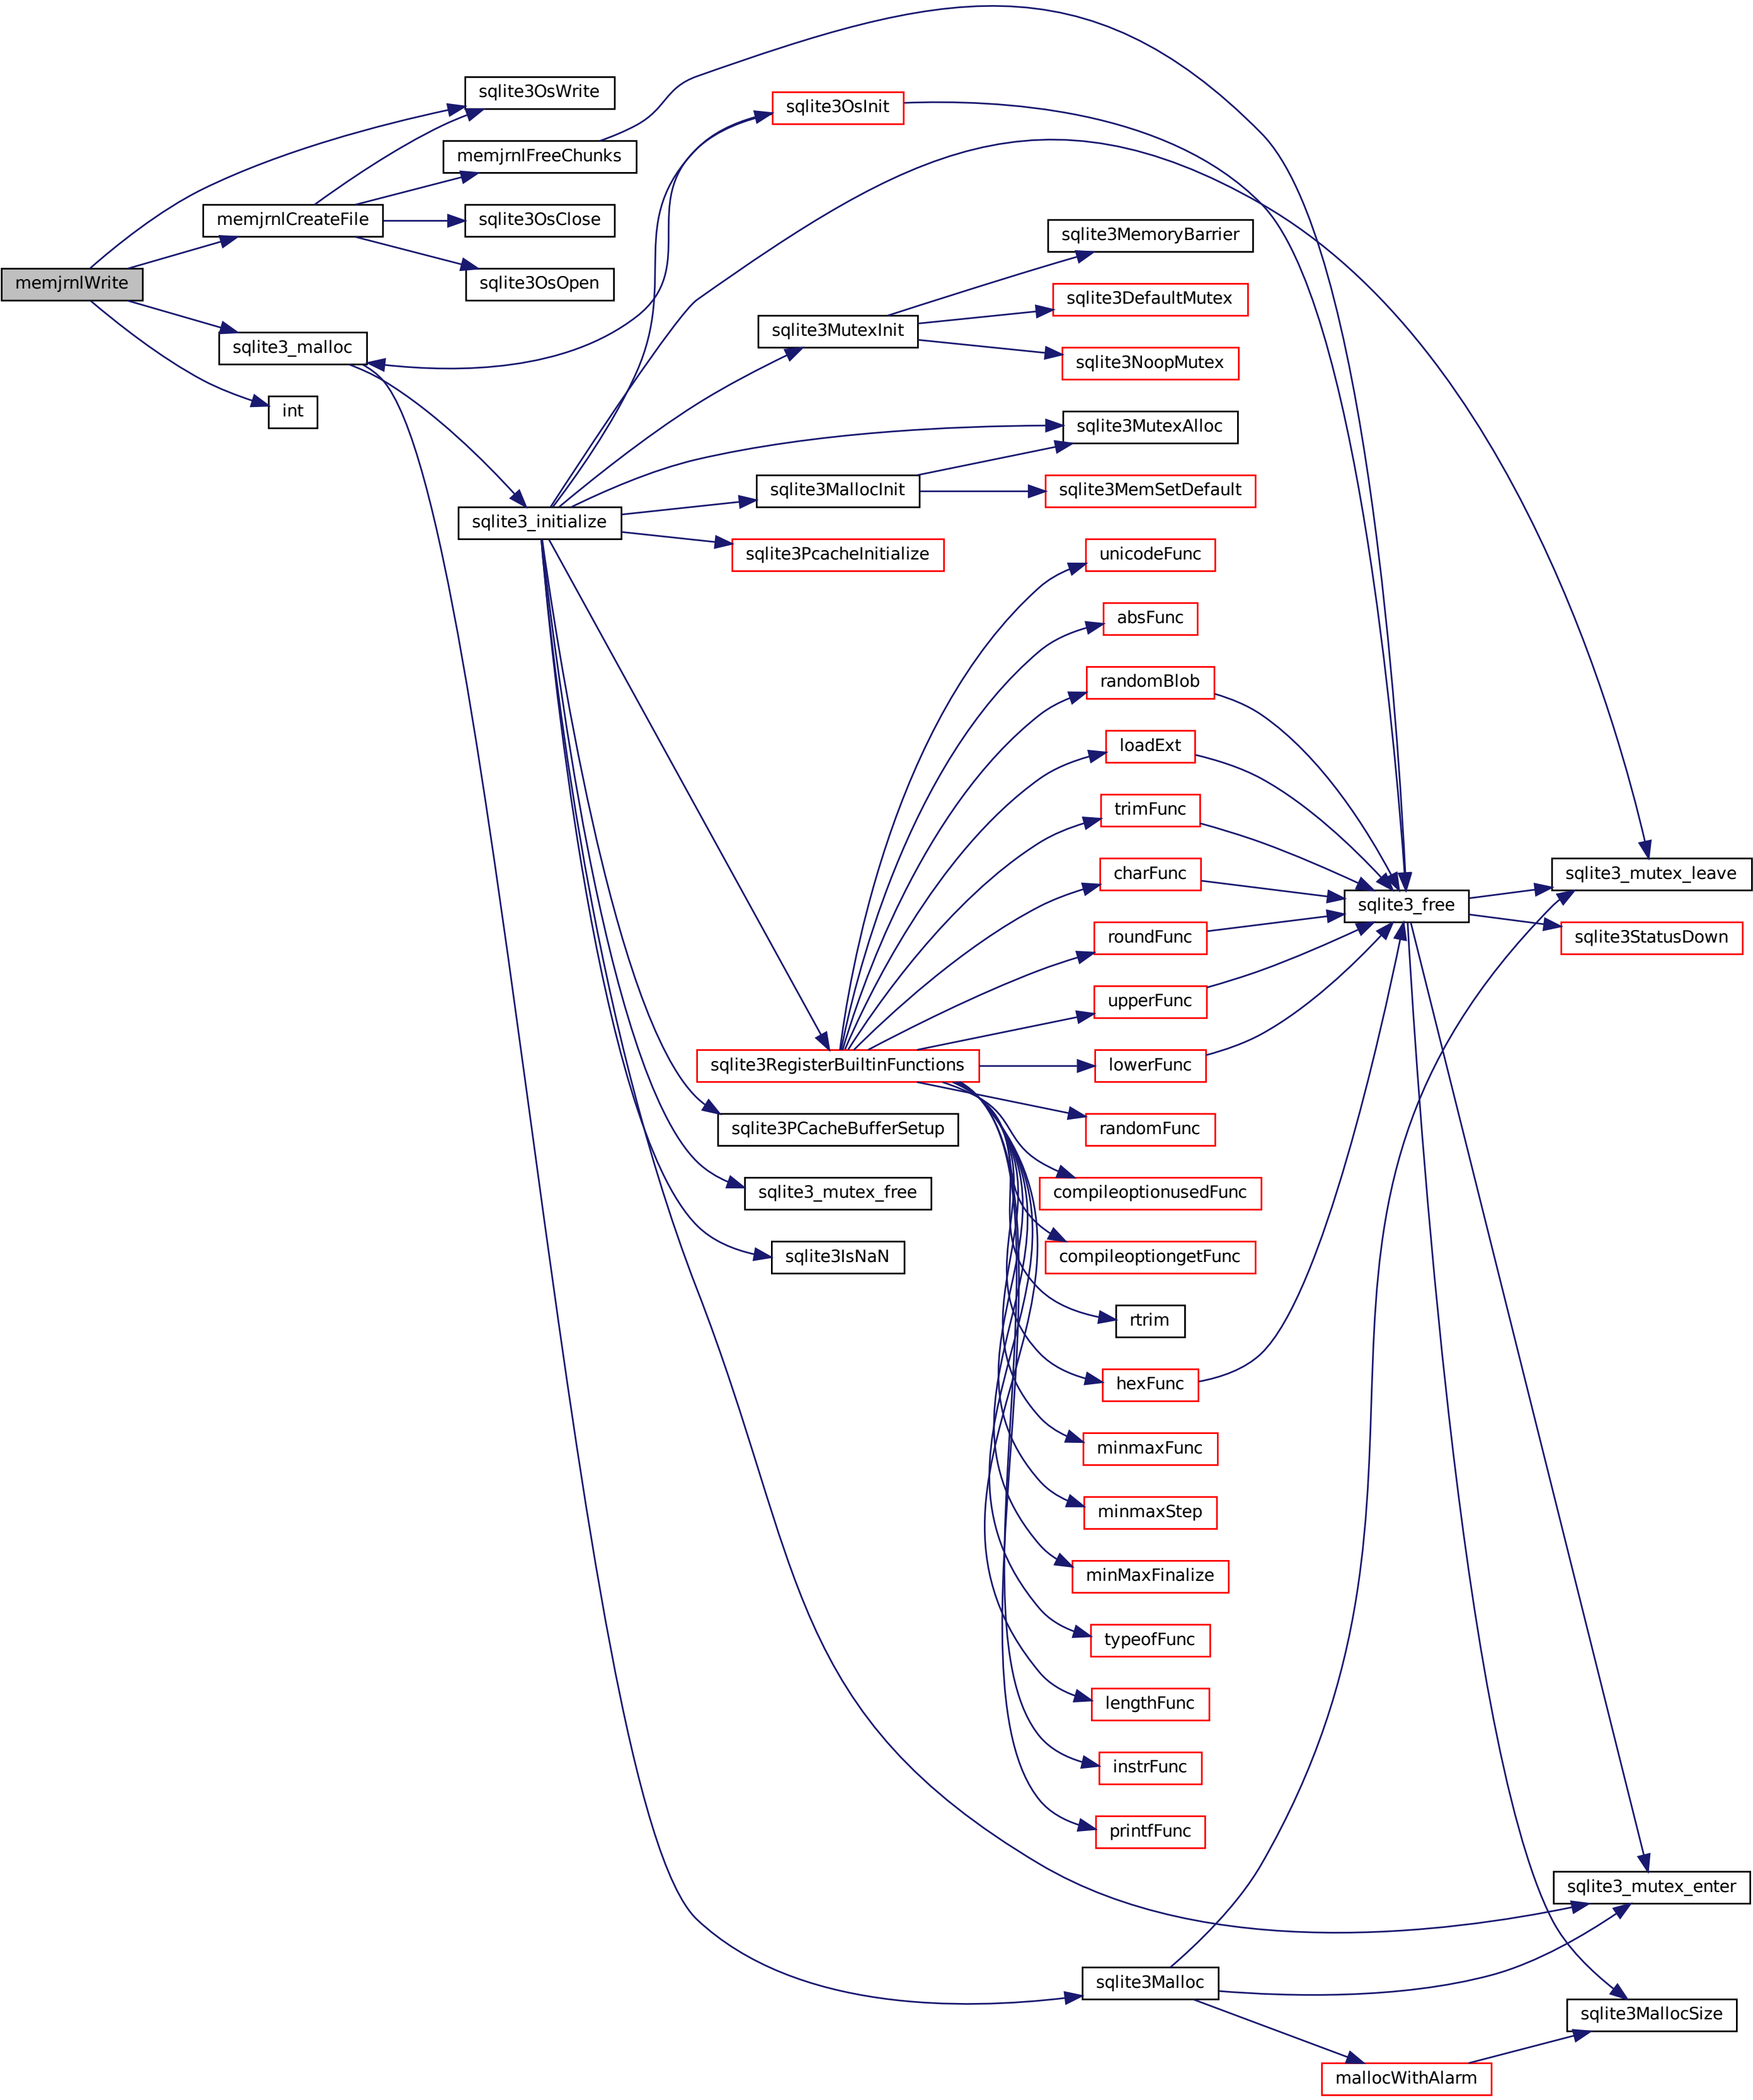 sqlite3OsWrite
sqlite3OsInit
memjrnlFreeChunks
memjrnlCreateFile
sqlite3OsClose
sqlite3MemoryBarrier
memjrnlWrite
sqlite3OsOpen
sqlite3DefaultMutex
sqlite3MutexInit
sqlite3_malloc
sqlite3NoopMutex
int
sqlite3MutexAlloc
sqlite3MallocInit
sqlite3MemSetDefault
sqlite3_initialize
sqlite3PcacheInitialize
unicodeFunc
absFunc
randomBlob
loadExt
trimFunc
charFunc
sqlite3_mutex_leave
sqlite3_free
roundFunc
sqlite3StatusDown
upperFunc
sqlite3RegisterBuiltinFunctions
lowerFunc
sqlite3PCacheBufferSetup
randomFunc
sqlite3_mutex_free
compileoptionusedFunc
sqlite3IsNaN
compileoptiongetFunc
rtrim
hexFunc
minmaxFunc
minmaxStep
minMaxFinalize
typeofFunc
lengthFunc
instrFunc
printfFunc
sqlite3_mutex_enter
sqlite3Malloc
sqlite3MallocSize
mallocWithAlarm